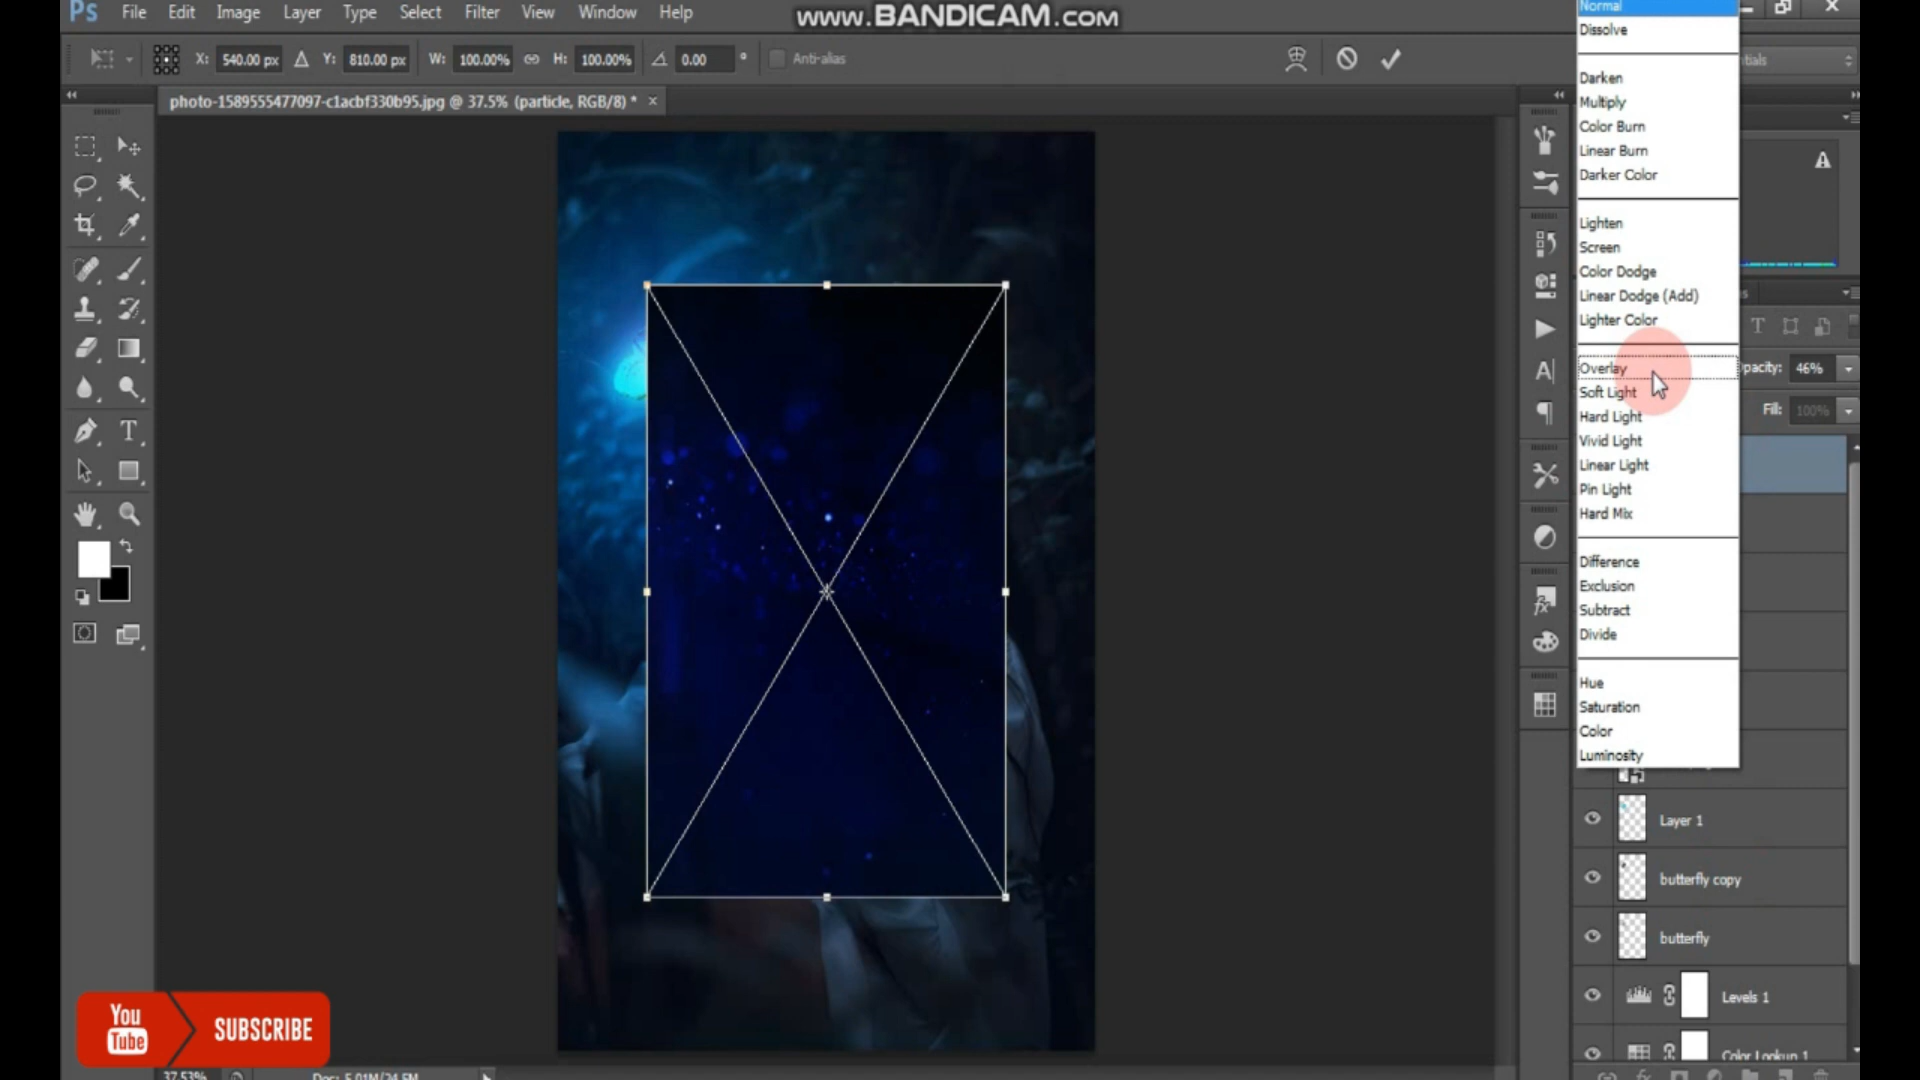 Ps File Edit Image Layer Type Select Filter View Window Help
www.BANDICAM.com
X: 540.00 px Y: 810.00 px W: 100.00% H: 100.00% 0.00 ° Anti-alias
photo-1589555477097-c1acbf330b95.jpg @ 37.5% (particle, RGB/8) * ×
Normal
Dissolve
Darken
Multiply
Color Burn
Linear Burn
Darker Color
Lighten
Screen
Color Dodge
Linear Dodge (Add)
Lighter Color
Overlay
Soft Light
Hard Light
Vivid Light
Linear Light
Pin Light
Hard Mix
Difference
Exclusion
Subtract
Divide
Hue
Saturation
Color
Luminosity
pacity: 46%
Fill: 100%
Layer 1
butterfly copy
butterfly
Levels 1
Color Lookup 1
You
Tube
SUBSCRIBE
37.53%
Doc: 5.01M/24.5M